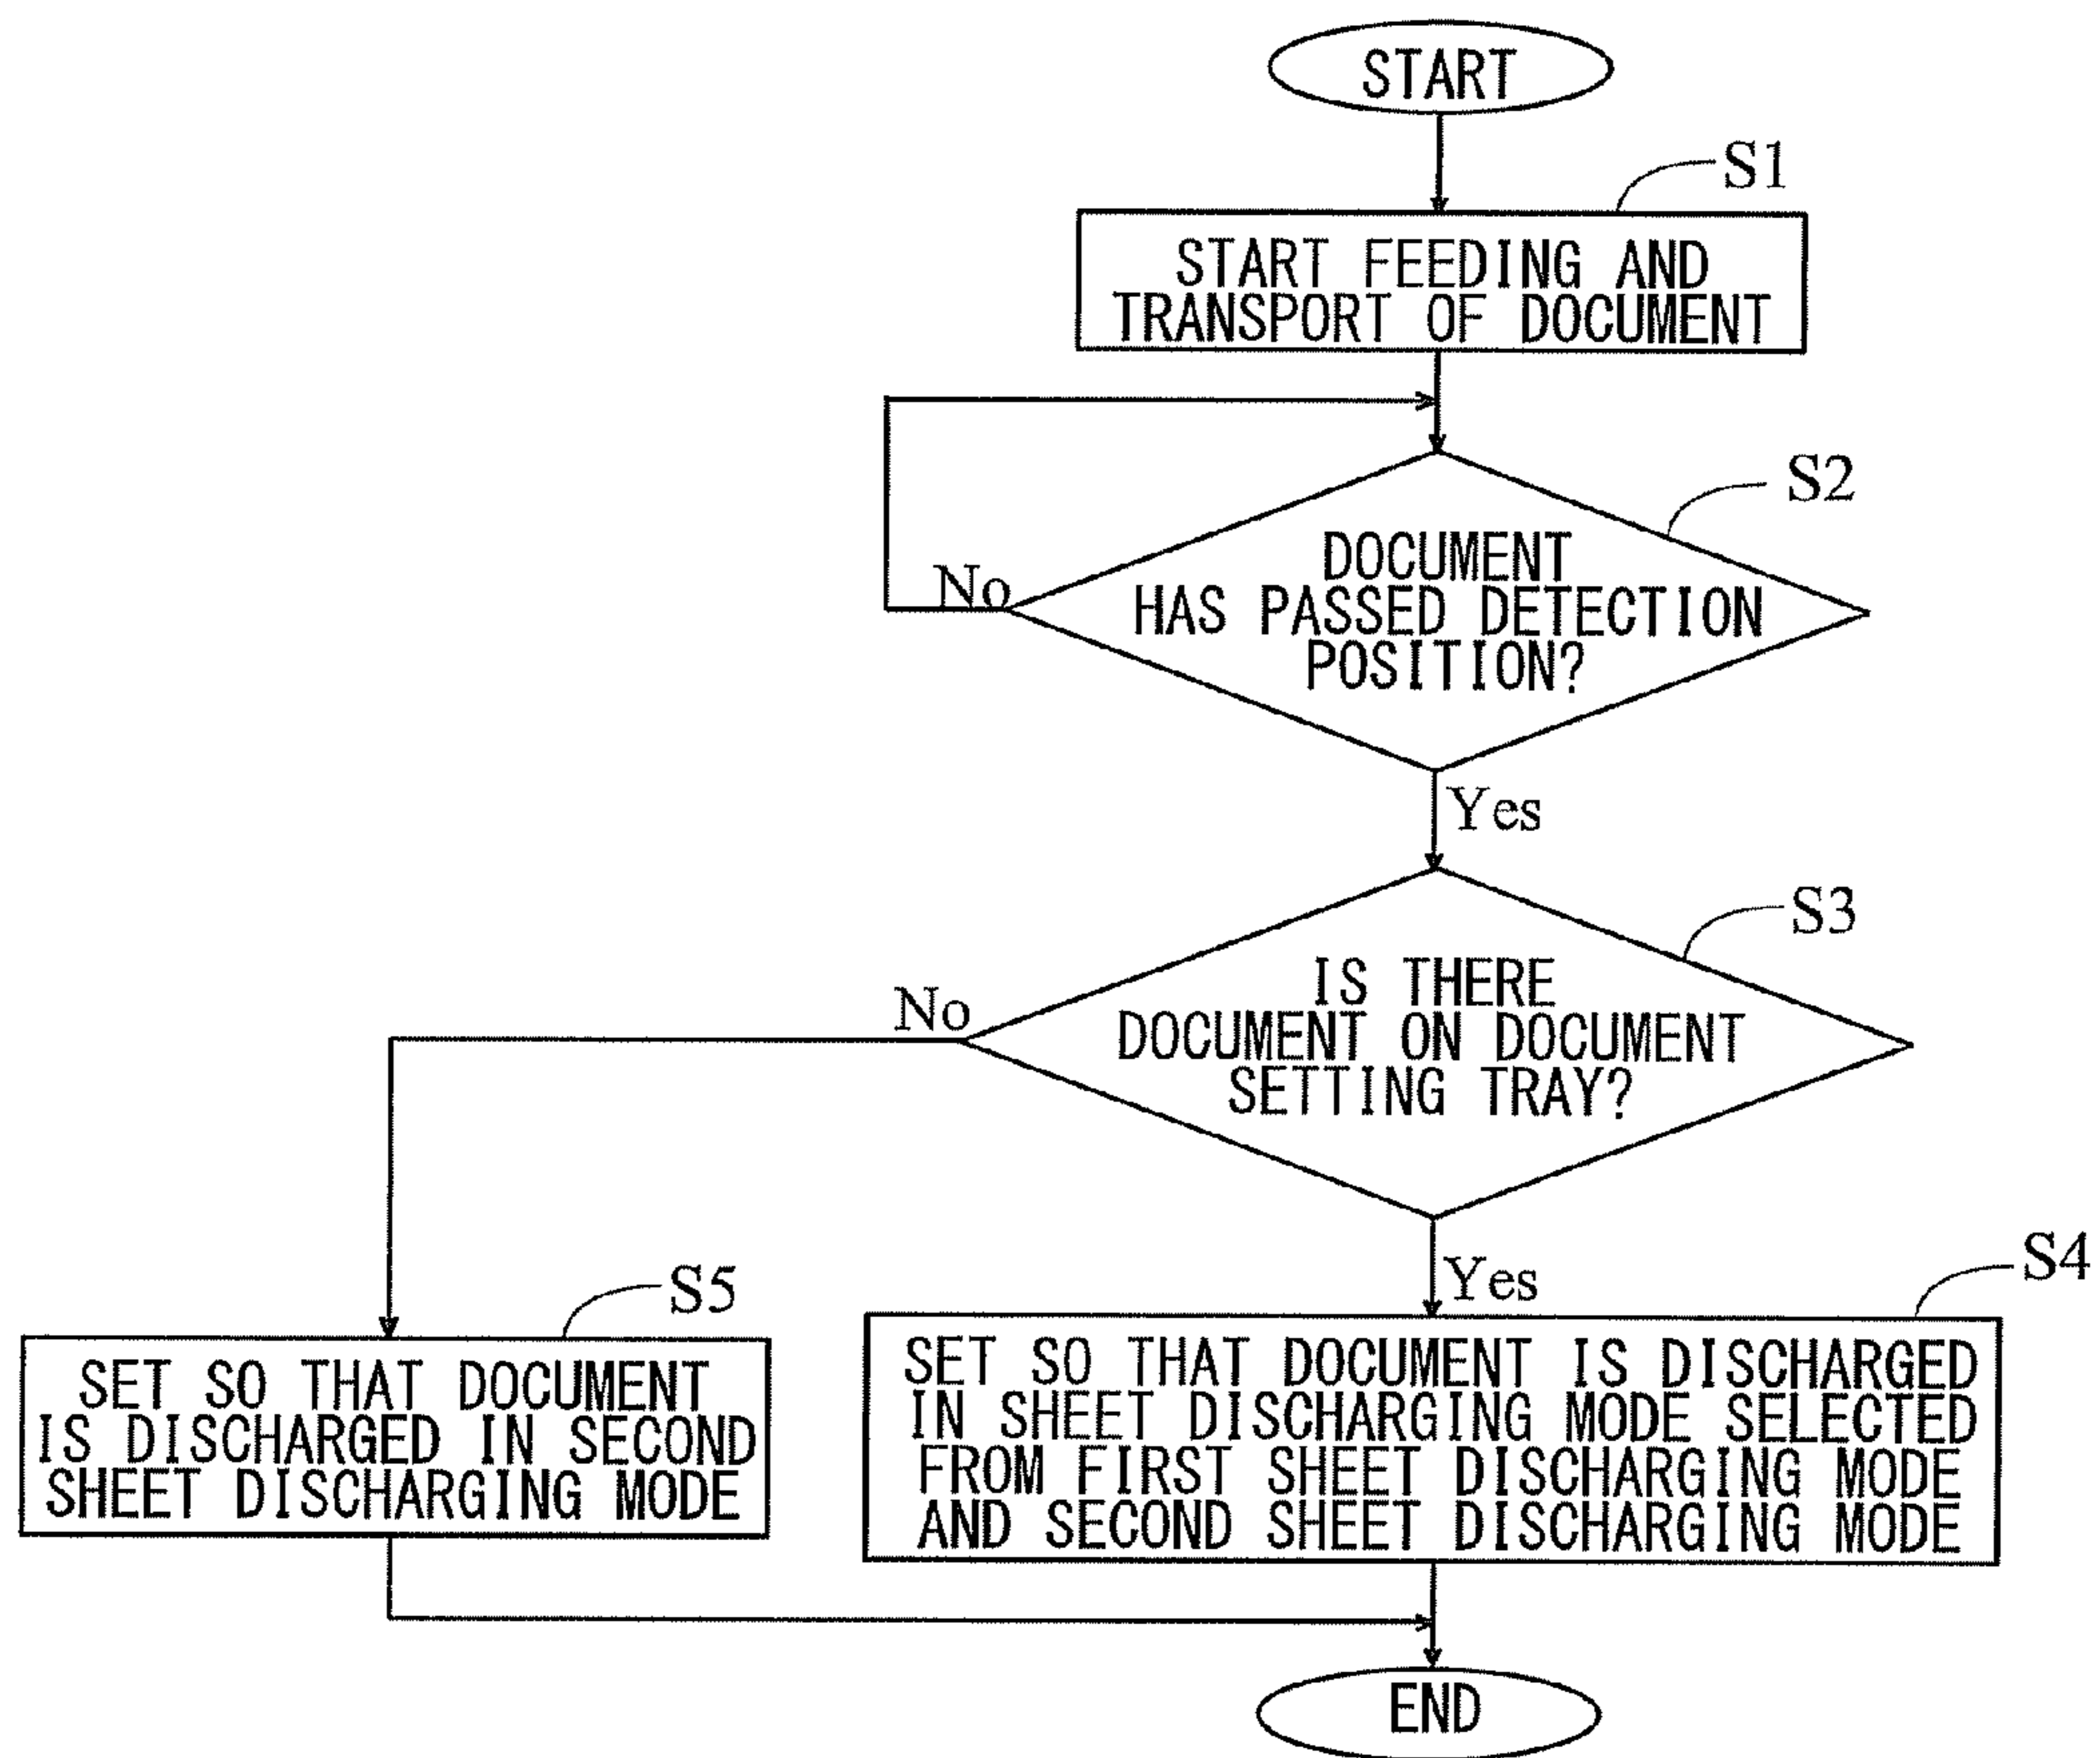 START
S1
START FEEDING AND
TRANSPORT OF DOCUMENT
S2
DOCUMENT
HAS PASSED DETECTION
POSITION?
No
Yes
S3
IS THERE
DOCUMENT ON DOCUMENT
SETTING TRAY?
No
Yes
S4
SET SO THAT DOCUMENT IS DISCHARGED
IN SHEET DISCHARGING MODE SELECTED
FROM FIRST SHEET DISCHARGING MODE
AND SECOND SHEET DISCHARGING MODE
S5
SET SO THAT DOCUMENT
IS DISCHARGED IN SECOND
SHEET DISCHARGING MODE
END